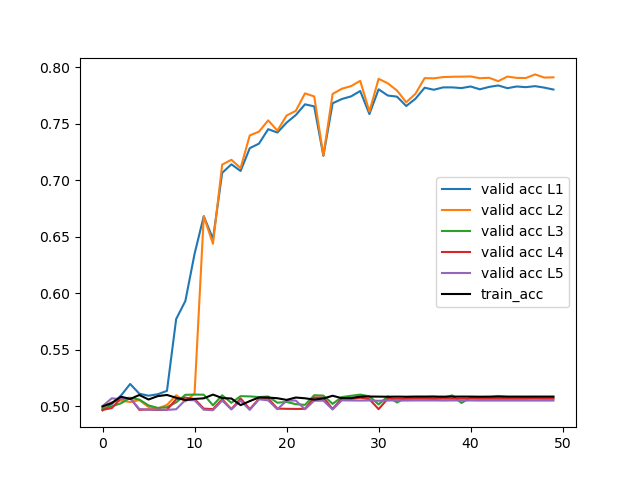 0.80
0.75
0.70
0.65
0.60
0.55
0.50
valid acc L1
valid acc L2
valid acc L3
valid acc L4
valid acc L5
train_acc
0 10 20 30 40 50